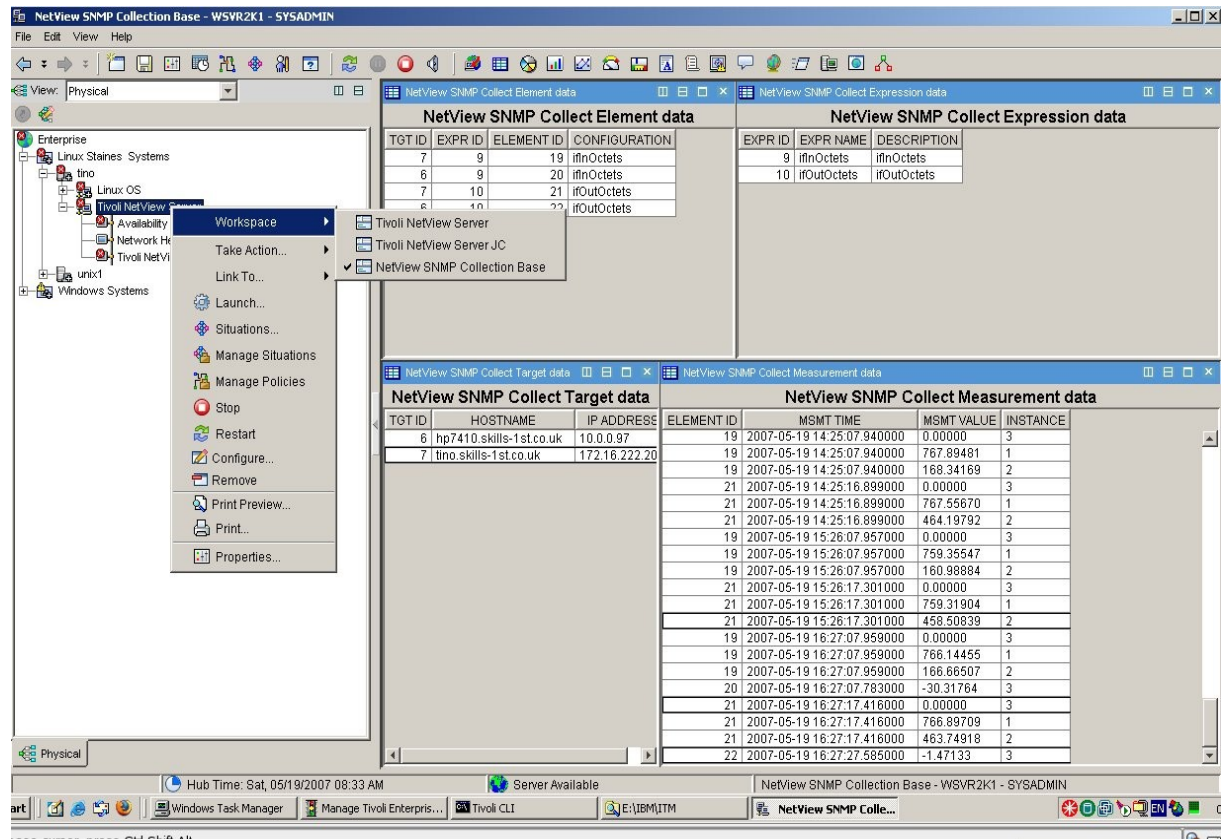 NetView SNMP Collection Base - WSVR2K1 - SYSADMIN
File Edit View Help
View: Physical
Enterprise
Linux Staines Systems
tino
Linux OS
Tivoli NetView Server
Availability
Network He
Tivoli NetVi
unix1
Windows Systems
Physical
Workspace
Take Action...
Link To...
Launch...
Situations...
Manage Situations
Manage Policies
Stop
Restart
Configure...
Remove
Print Preview...
Print...
Properties...
Tivoli NetView Server
Tivoli NetView Server JC
NetView SNMP Collection Base
NetView SNMP Collect Element data
NetView SNMP Collect Element data
TGT ID EXPR ID ELEMENT ID CONFIGURATION
7 9 19 ifInOctets
6 9 20 ifInOctets
7 10 21 ifOutOctets
6 10 22 ifOutOctets
NetView SNMP Collect Expression data
NetView SNMP Collect Expression data
EXPR ID EXPR NAME DESCRIPTION
9 ifInOctets ifInOctets
10 ifOutOctets ifOutOctets
NetView SNMP Collect Target data
NetView SNMP Collect Target data
TGT ID HOSTNAME IP ADDRESS
6 hp7410.skills-1st.co.uk 10.0.0.97
7 tino.skills-1st.co.uk 172.16.222.20
NetView SNMP Collect Measurement data
NetView SNMP Collect Measurement data
ELEMENT ID MSMT TIME MSMT VALUE INSTANCE
19 2007-05-19 14:25:07.940000 0.00000 3
19 2007-05-19 14:25:07.940000 767.89481 1
19 2007-05-19 14:25:07.940000 168.34169 2
21 2007-05-19 14:25:16.899000 0.00000 3
21 2007-05-19 14:25:16.899000 767.55670 1
21 2007-05-19 14:25:16.899000 464.19792 2
19 2007-05-19 15:26:07.957000 0.00000 3
19 2007-05-19 15:26:07.957000 759.35547 1
19 2007-05-19 15:26:07.957000 160.98884 2
21 2007-05-19 15:26:17.301000 0.00000 3
21 2007-05-19 15:26:17.301000 759.31904 1
21 2007-05-19 15:26:17.301000 458.50839 2
19 2007-05-19 16:27:07.959000 0.00000 3
19 2007-05-19 16:27:07.959000 766.14455 1
19 2007-05-19 16:27:07.959000 166.66507 2
20 2007-05-19 16:27:07.783000 -30.31764 3
21 2007-05-19 16:27:17.416000 0.00000 3
21 2007-05-19 16:27:17.416000 766.89709 1
21 2007-05-19 16:27:17.416000 463.74918 2
22 2007-05-19 16:27:27.585000 -1.47133 3
Hub Time: Sat, 05/19/2007 08:33 AM
Server Available
NetView SNMP Collection Base - WSVR2K1 - SYSADMIN
art
Windows Task Manager
Manage Tivoli Enterpris...
Tivoli CLI
E:\IBM\ITM
NetView SNMP Colle...
EN